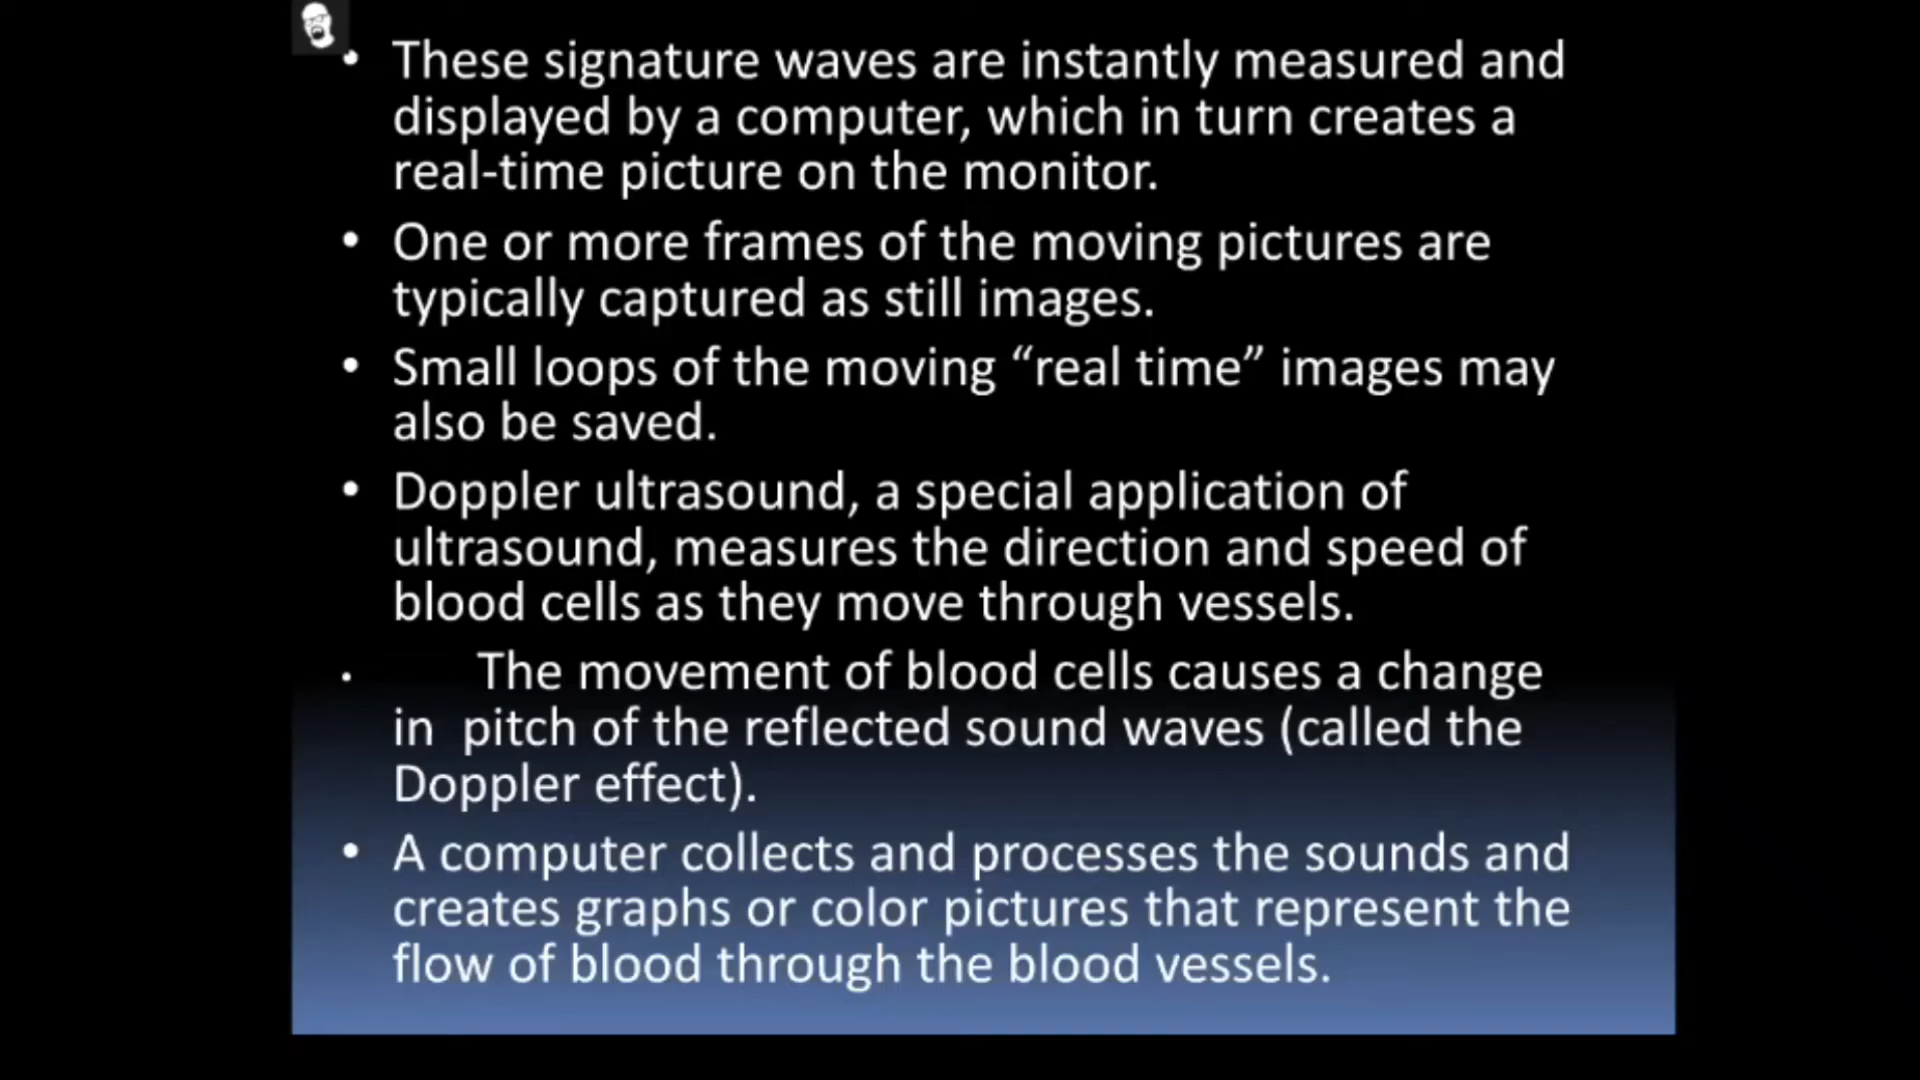 • These signature waves are instantly measured and
displayed by a computer, which in turn creates a
real-time picture on the monitor.
• One or more frames of the moving pictures are
typically captured as still images.
• Small loops of the moving “real time” images may
also be saved.
• Doppler ultrasound, a special application of
ultrasound, measures the direction and speed of
blood cells as they move through vessels.
• The movement of blood cells causes a change
in pitch of the reflected sound waves (called the
Doppler effect).
• A computer collects and processes the sounds and
creates graphs or color pictures that represent the
flow of blood through the blood vessels.